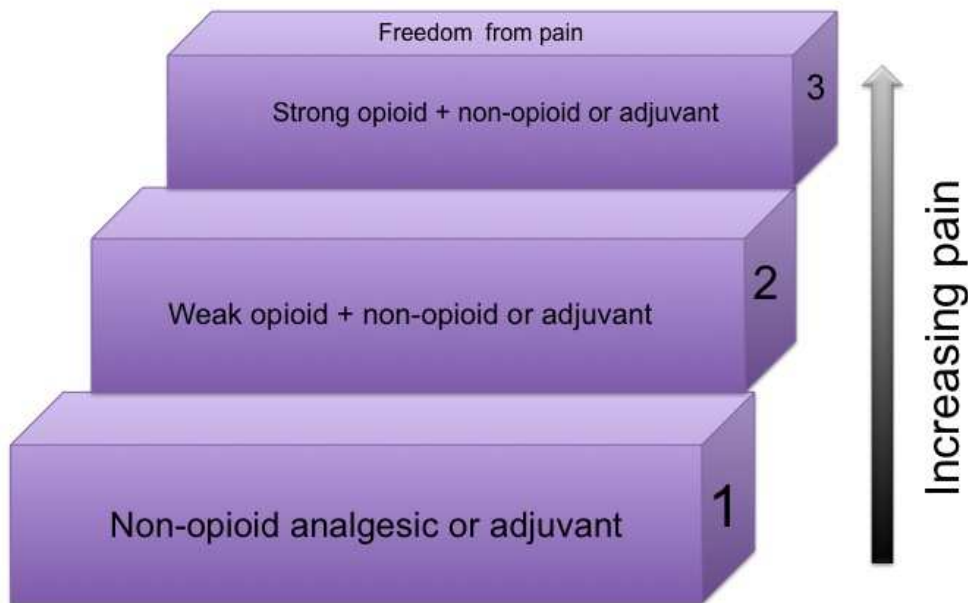 Freedom from pain
Strong opioid + non-opioid or adjuvant
3
Weak opioid + non-opioid or adjuvant
2
Non-opioid analgesic or adjuvant
1
Increasing pain